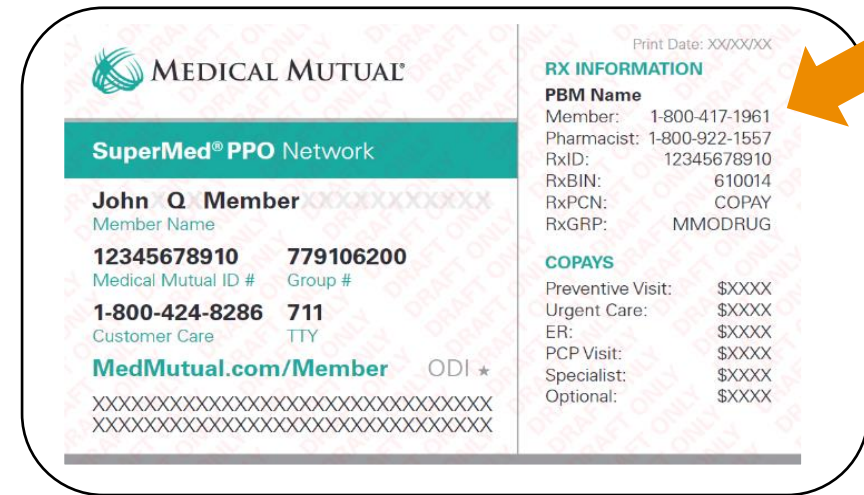 MEDICAL MUTUAL®
SuperMed® PPO Network
John Q Member XXXXXXXXXXX
Member Name
12345678910 779106200
Medical Mutual ID # Group #
1-800-424-8286 711
Customer Care TTY
MedMutual.com/Member ODI ★
XXXXXXXXXXXXXXXXXXXXXXXXXXXXXXX
XXXXXXXXXXXXXXXXXXXXXXXXXXXXXXX
Print Date: XX/XX/XX
RX INFORMATION
PBM Name
Member: 1-800-417-1961
Pharmacist: 1-800-922-1557
RxID: 12345678910
RxBIN: 610014
RxPCN: COPAY
RxGRP: MMODRUG
COPAYS
Preventive Visit: $XXXX
Urgent Care: $XXXX
ER: $XXXX
PCP Visit: $XXXX
Specialist: $XXXX
Optional: $XXXX
DRAFT ONLY